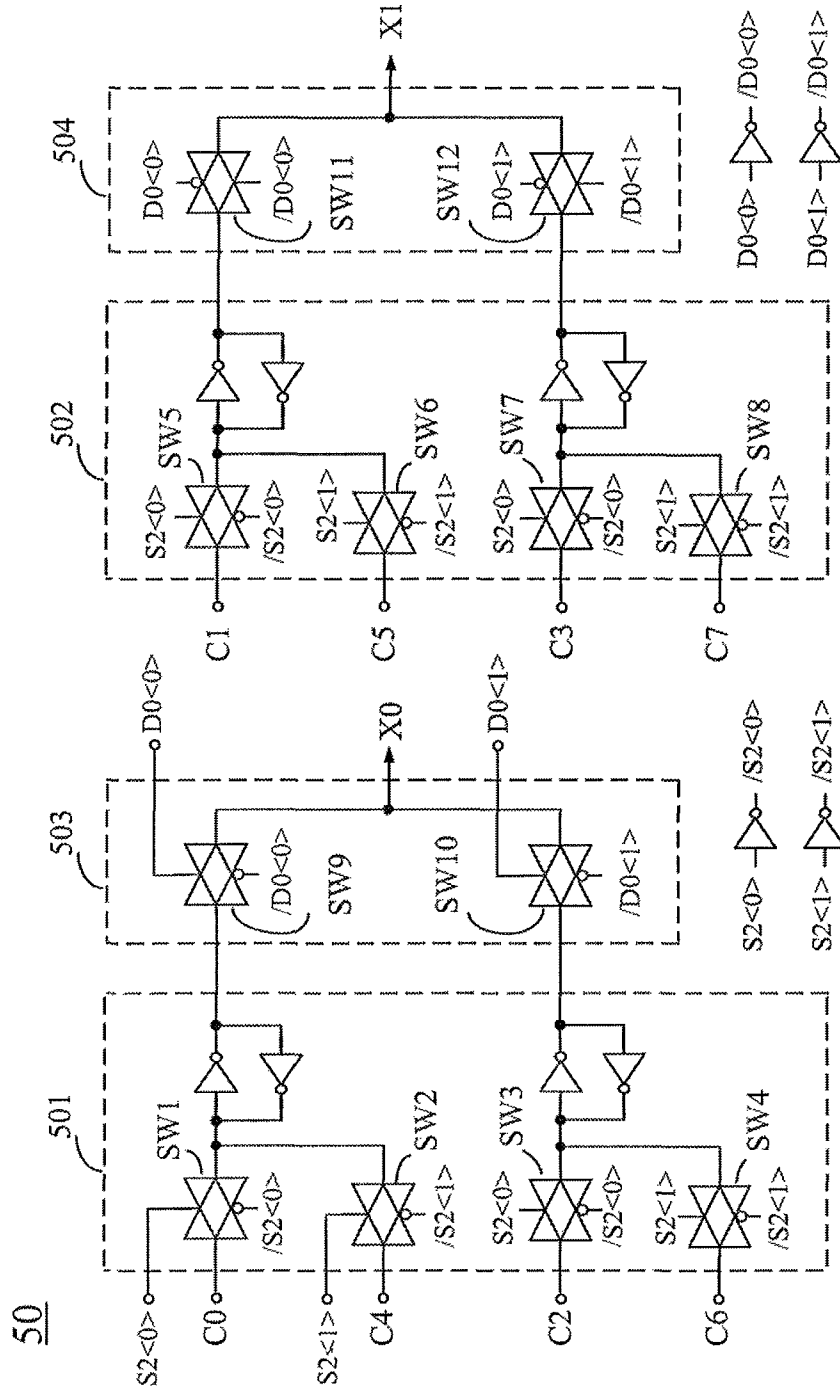 50
501
503
502
504
S2<0>
C0
SW1
/S2<0>
S2<1>
C4
SW2
/S2<1>
C2
S2<0>
SW3
/S2<0>
C6
S2<1>
SW4
/S2<1>
D0<0>
/D0<0>
SW9
X0
SW10
D0<1>
/D0<1>
S2<0>
/S2<0>
S2<1>
/S2<1>
C1
S2<0>
SW5
/S2<0>
C5
S2<1>
SW6
/S2<1>
C3
S2<0>
SW7
/S2<0>
C7
S2<1>
SW8
/S2<1>
D0<0>
/D0<0>
SW11
X1
SW12
D0<1>
/D0<1>
D0<0>
/D0<0>
D0<1>
/D0<1>